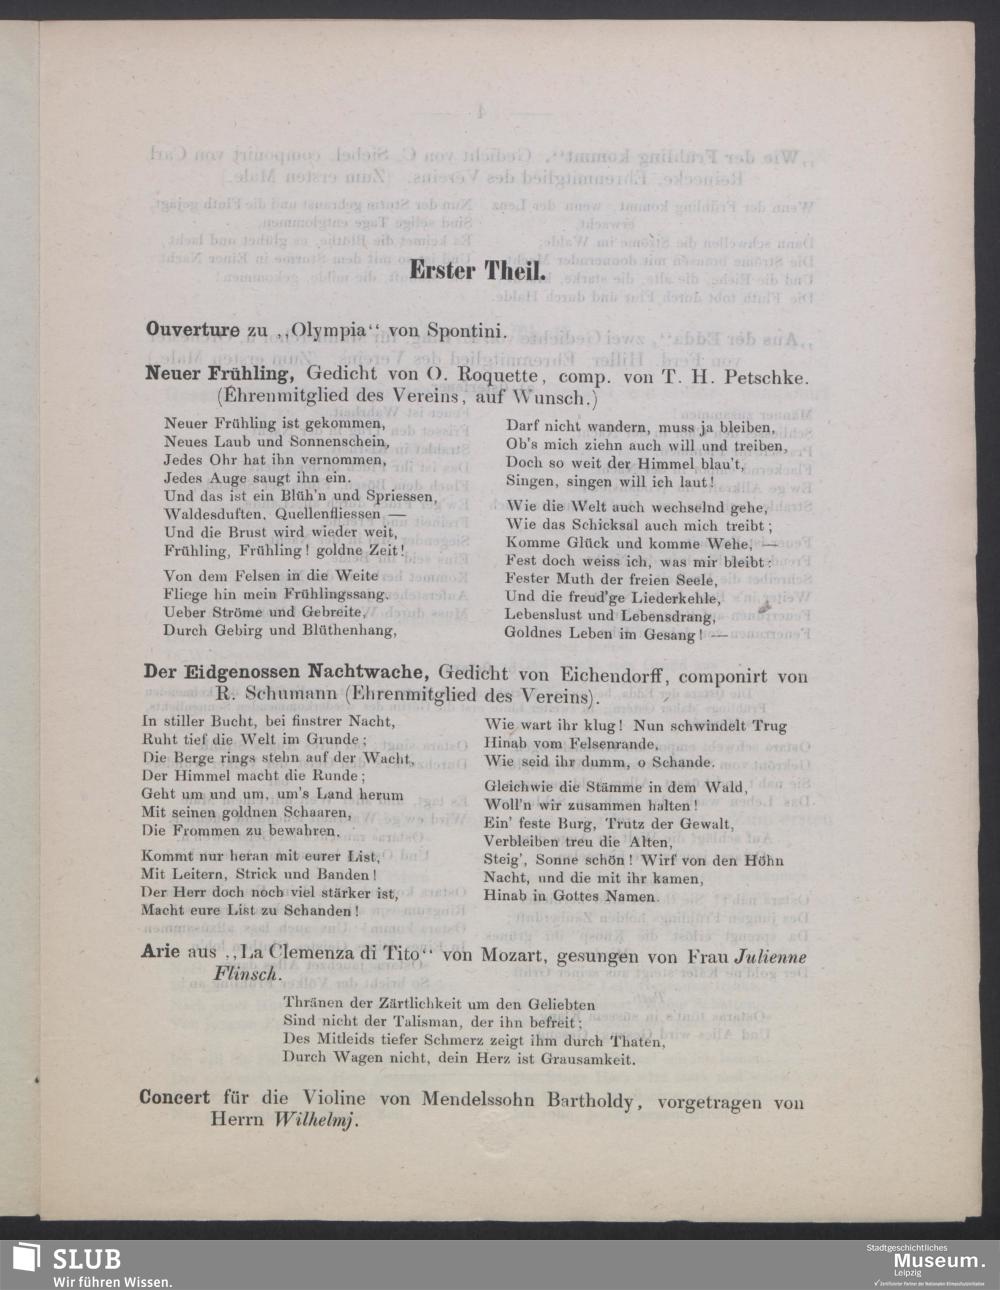 Erster Theil.
Ouverture zu ,,Olympia“ von Spontini.
Neuer Frühling, Gedicht von O. Roquette, comp. von T. H. Petschke.
(Ehrenmitglied des Vereins, auf Wunsch.)
Neuer Frühling ist gekommen,
Neues Laub und Sonnenschein,
Jedes Ohr hat ihn vernommen,
Jedes Auge saugt ihn ein.
Und das ist ein Blüh'n und Spriessen,
Waldesduften, Quellenfliessen —
Und die Brust wird wieder weit,
Frühling, Frühling! goldne Zeit!
Von dem Felsen in die Weite
Fliege hin mein Frühlingssang.
Ueber Ströme und Gebreite,
Durch Gebirg und Blüthenhang,
Darf nicht wandern, muss ja bleiben,
Ob's mich ziehn auch will und treiben,
Doch so weit der Himmel blau't,
Singen, singen will ich laut!
Wie die Welt auch wechselnd gehe,
Wie das Schicksal auch mich treibt;
Komme Glück und komme Wehe, —
Fest doch weiss ich, was mir bleibt:
Fester Muth der freien Seele,
Und die freud'ge Liederkehle,
Lebenslust und Lebensdrang,
Goldnes Leben im Gesang! —
Der Eidgenossen Nachtwache, Gedicht von Eichendorff, componirt von
R. Schumann (Ehrenmitglied des Vereins).
In stiller Bucht, bei finstrer Nacht,
Ruht tief die Welt im Grunde;
Die Berge rings stehn auf der Wacht,
Der Himmel macht die Runde;
Geht um und um, um's Land herum
Mit seinen goldnen Schaaren,
Die Frommen zu bewahren.
Kommt nur heran mit eurer List,
Mit Leitern, Strick und Banden!
Der Herr doch noch viel stärker ist,
Macht eure List zu Schanden!
Wie wart ihr klug! Nun schwindelt Trug
Hinab vom Felsenrande,
Wie seid ihr dumm, o Schande.
Gleichwie die Stämme in dem Wald,
Woll'n wir zusammen halten!
Ein' feste Burg, Trutz der Gewalt,
Verbleiben treu die Alten,
Steig', Sonne schön! Wirf von den Höhn
Nacht, und die mit ihr kamen,
Hinab in Gottes Namen.
Arie aus ,,La Clemenza di Tito“ von Mozart, gesungen von Frau Julienne
Flinsch.
Thränen der Zärtlichkeit um den Geliebten
Sind nicht der Talisman, der ihn befreit;
Des Mitleids tiefer Schmerz zeigt ihm durch Thaten,
Durch Wagen nicht, dein Herz ist Grausamkeit.
Concert für die Violine von Mendelssohn Bartholdy, vorgetragen von
Herrn Wilhelmj.
SLUB
Wir führen Wissen.
Stadtgeschichtliches
Museum.
Leipzig